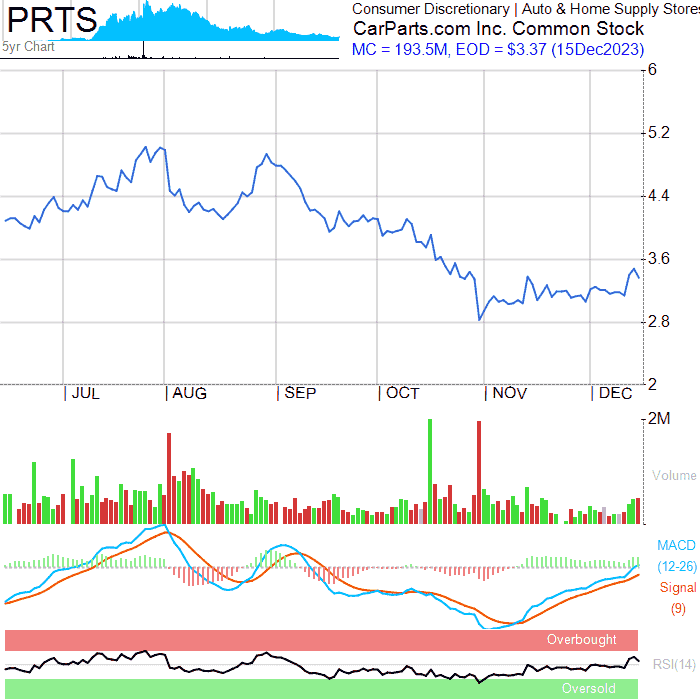 PRTS
5yr Chart
Consumer Discretionary | Auto & Home Supply Stores
CarParts.com Inc. Common Stock
MC = 193.5M, EOD = $3.37 (15Dec2023)
6
5.2
4.4
3.6
2.8
2
JUL AUG SEP OCT NOV DEC
2M
Volume
MACD
(12-26)
Signal
(9)
Overbought
RSI(14)
Oversold